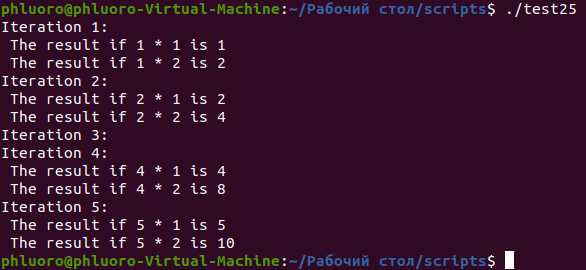 phluoro@phluoro-Virtual-Machine:~/Рабочий стол/scripts$ ./test25
Iteration 1:
 The result if 1 * 1 is 1
 The result if 1 * 2 is 2
Iteration 2:
 The result if 2 * 1 is 2
 The result if 2 * 2 is 4
Iteration 3:
Iteration 4:
 The result if 4 * 1 is 4
 The result if 4 * 2 is 8
Iteration 5:
 The result if 5 * 1 is 5
 The result if 5 * 2 is 10
phluoro@phluoro-Virtual-Machine:~/Рабочий стол/scripts$